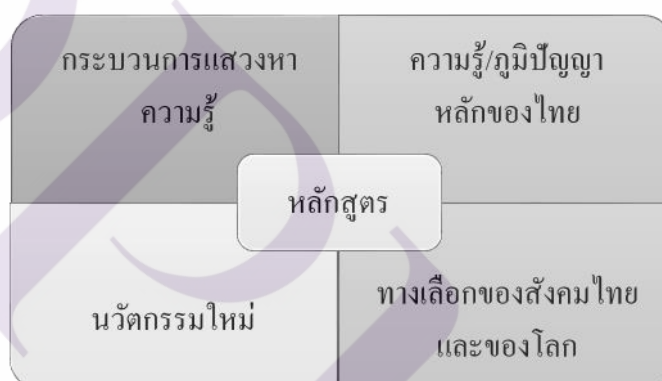 กระบวนการแสวงหา
ความรู้
ความรู้/ภูมิปัญญา
หลักของไทย
หลักสูตร
นวัตกรรมใหม่
ทางเลือกของสังคมไทย
และของโลก